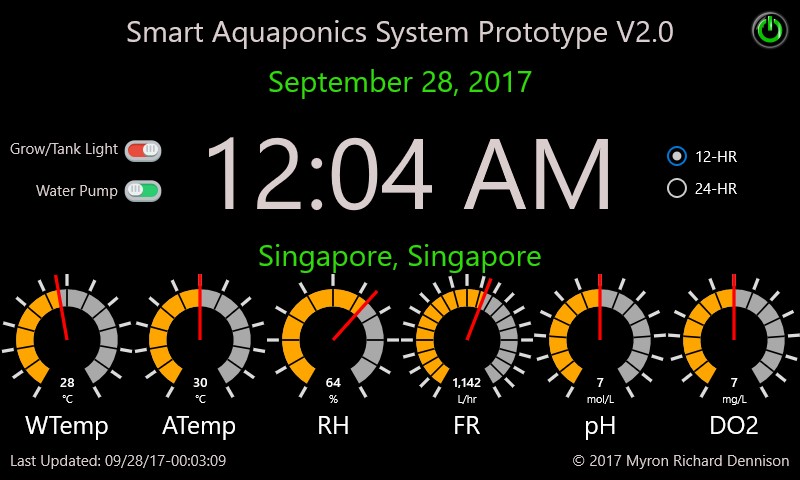 Smart Aquaponics System Prototype V2.0
September 28, 2017
Grow/Tank Light
12:04 AM
12-HR
Water Pump
24-HR
Singapore, Singapore
28 30 64 1,142 7 7
°C °C % L/hr mol/L mg/L
WTemp ATemp RH FR pH DO2
Last Updated: 09/28/17-00:03:09 © 2017 Myron Richard Dennison